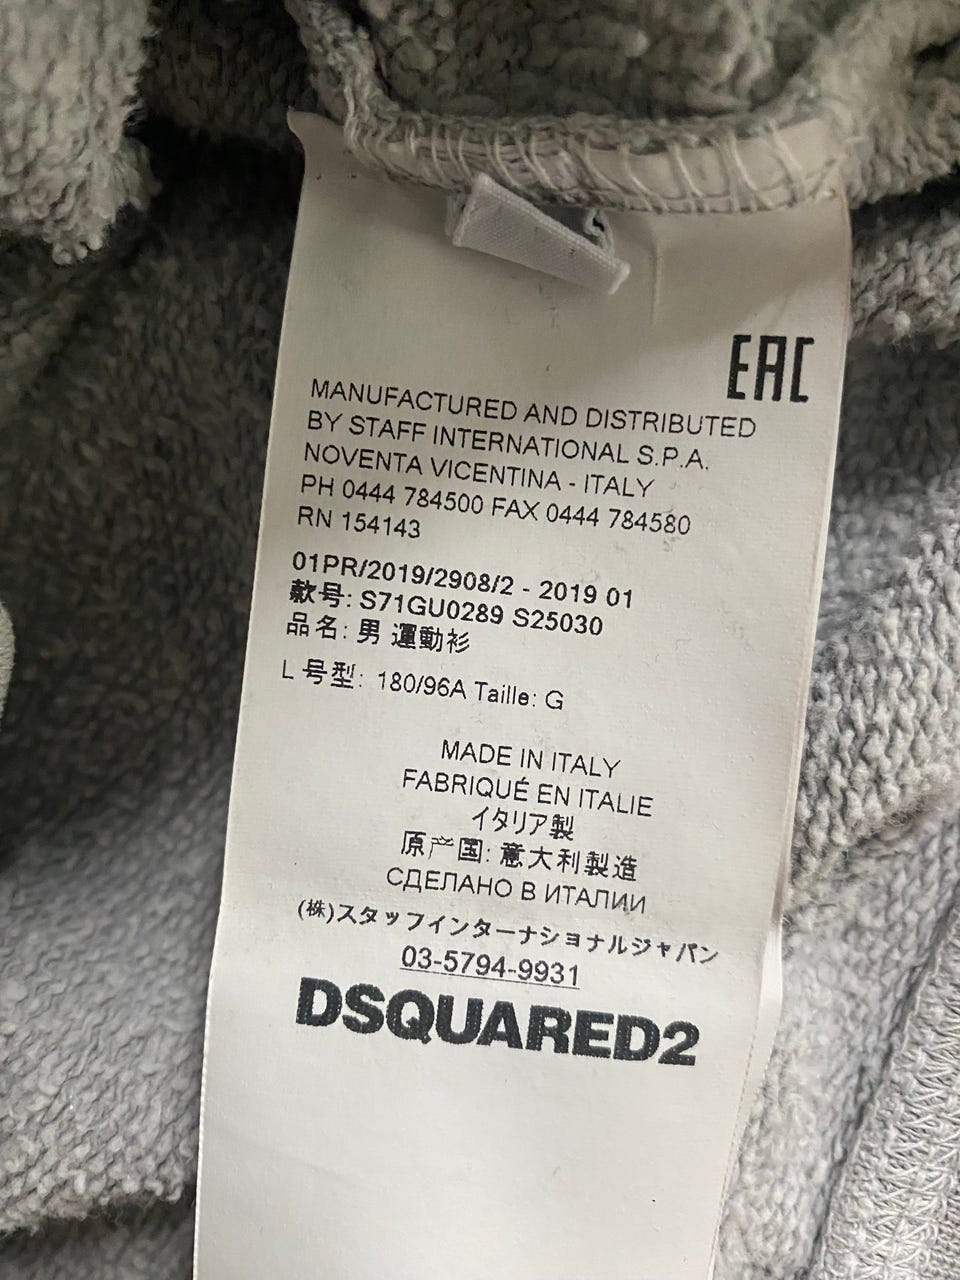 EAC
MANUFACTURED AND DISTRIBUTED
BY STAFF INTERNATIONAL S.P.A.
NOVENTA VICENTINA - ITALY
PH 0444 784500 FAX 0444 784580
RN 154143
01PR/2019/2908/2 - 2019 01
款号: S71GU0289 S25030
品名: 男 運動衫
L 号型: 180/96A Taille: G
MADE IN ITALY
FABRIQUÉ EN ITALIE
イタリア製
原产国: 意大利製造
СДЕЛАНО В ИТАЛИИ
(株)スタッフインターナショナルジャパン
03-5794-9931
DSQUARED2